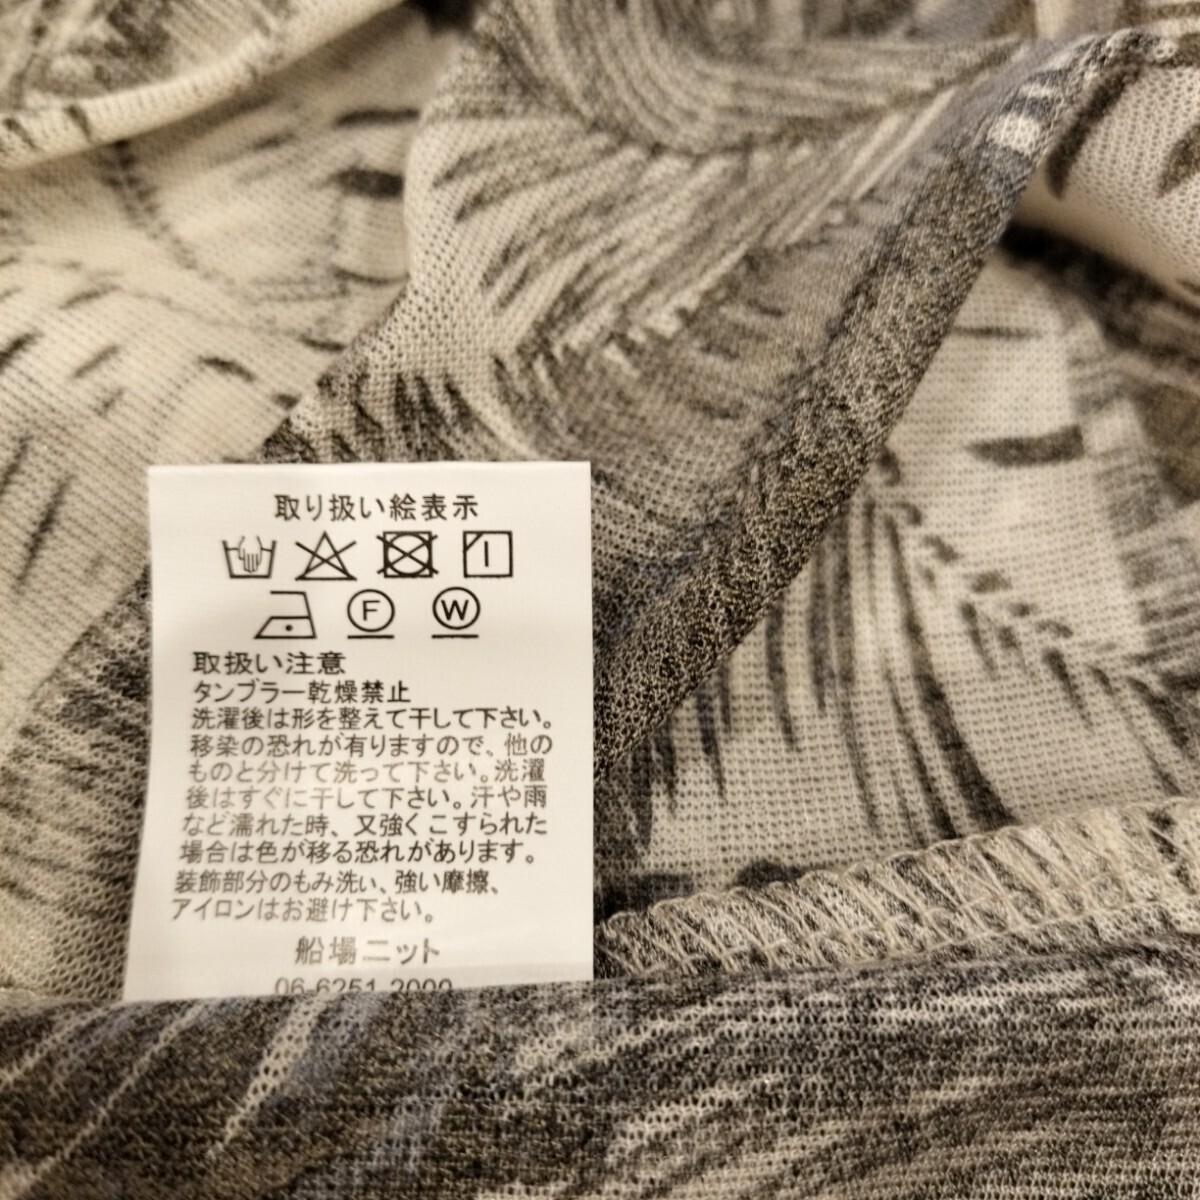 取り扱い絵表示
F W
取扱い注意
タンブラー乾燥禁止
洗濯後は形を整えて干して下さい。
移染の恐れが有りますので、他の
ものと分けて洗って下さい。洗濯
後はすぐに干して下さい。汗や雨
など濡れた時、又強くこすられた
場合は色が移る恐れがあります。
装飾部分のもみ洗い、強い摩擦、
アイロンはお避け下さい。
船場ニット
06-6251-2000